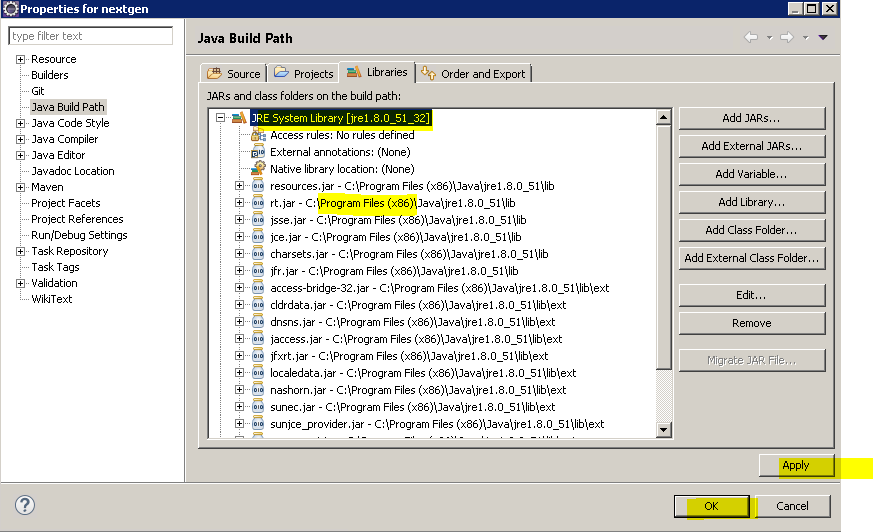 Properties for nextgen
type filter text
Resource
Builders
Git
Java Build Path
Java Code Style
Java Compiler
Java Editor
Javadoc Location
Maven
Project Facets
Project References
Run/Debug Settings
Task Repository
Task Tags
Validation
WikiText
Java Build Path
Source
Projects
Libraries
Order and Export
JARs and class folders on the build path:
JRE System Library [jre1.8.0_51_32]
Access rules: No rules defined
External annotations: (None)
Native library location: (None)
resources.jar - C:\Program Files (x86)\Java\jre1.8.0_51\lib
rt.jar - C:\Program Files (x86)\Java\jre1.8.0_51\lib
jsse.jar - C:\Program Files (x86)\Java\jre1.8.0_51\lib
jce.jar - C:\Program Files (x86)\Java\jre1.8.0_51\lib
charsets.jar - C:\Program Files (x86)\Java\jre1.8.0_51\lib
jfr.jar - C:\Program Files (x86)\Java\jre1.8.0_51\lib
access-bridge-32.jar - C:\Program Files (x86)\Java\jre1.8.0_51\lib\ext
cldrdata.jar - C:\Program Files (x86)\Java\jre1.8.0_51\lib\ext
dnsns.jar - C:\Program Files (x86)\Java\jre1.8.0_51\lib\ext
jaccess.jar - C:\Program Files (x86)\Java\jre1.8.0_51\lib\ext
jfxrt.jar - C:\Program Files (x86)\Java\jre1.8.0_51\lib\ext
localedata.jar - C:\Program Files (x86)\Java\jre1.8.0_51\lib\ext
nashorn.jar - C:\Program Files (x86)\Java\jre1.8.0_51\lib\ext
sunec.jar - C:\Program Files (x86)\Java\jre1.8.0_51\lib\ext
sunjce_provider.jar - C:\Program Files (x86)\Java\jre1.8.0_51\lib\ext
Add JARs...
Add External JARs...
Add Variable...
Add Library...
Add Class Folder...
Add External Class Folder...
Edit...
Remove
Migrate JAR File...
Apply
OK
Cancel